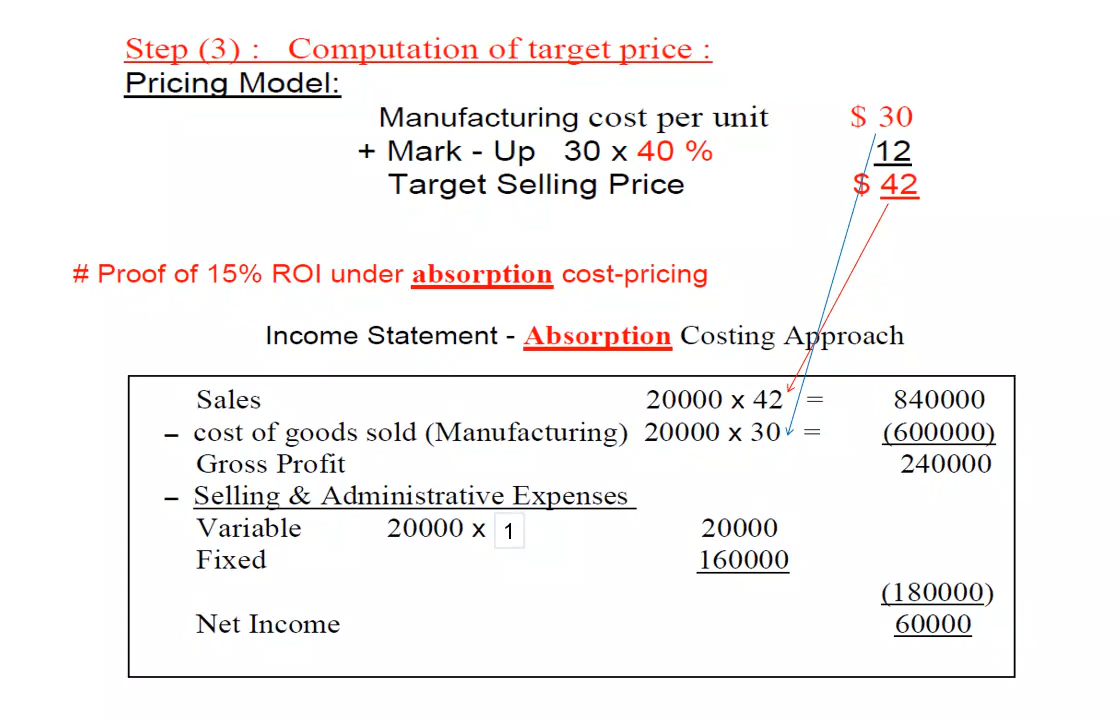 Step (3) : Computation of target price :
Pricing Model:
Manufacturing cost per unit $ 30
+ Mark - Up 30 x 40 % 12
Target Selling Price $ 42
# Proof of 15% ROI under absorption cost-pricing
Income Statement - Absorption Costing Approach
Sales 20000 x 42 = 840000
– cost of goods sold (Manufacturing) 20000 x 30 = (600000)
Gross Profit 240000
– Selling & Administrative Expenses
Variable 20000 x 1 20000
Fixed 160000
(180000)
Net Income 60000